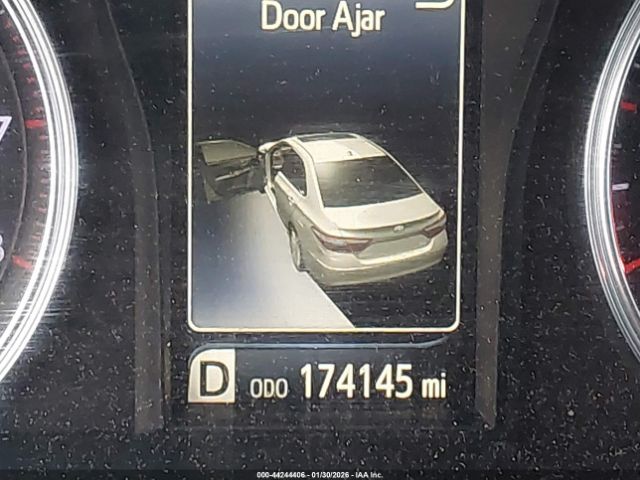 Door Ajar
D ODO 174145 mi
000-44244406 - 01/30/2026 - IAA Inc.